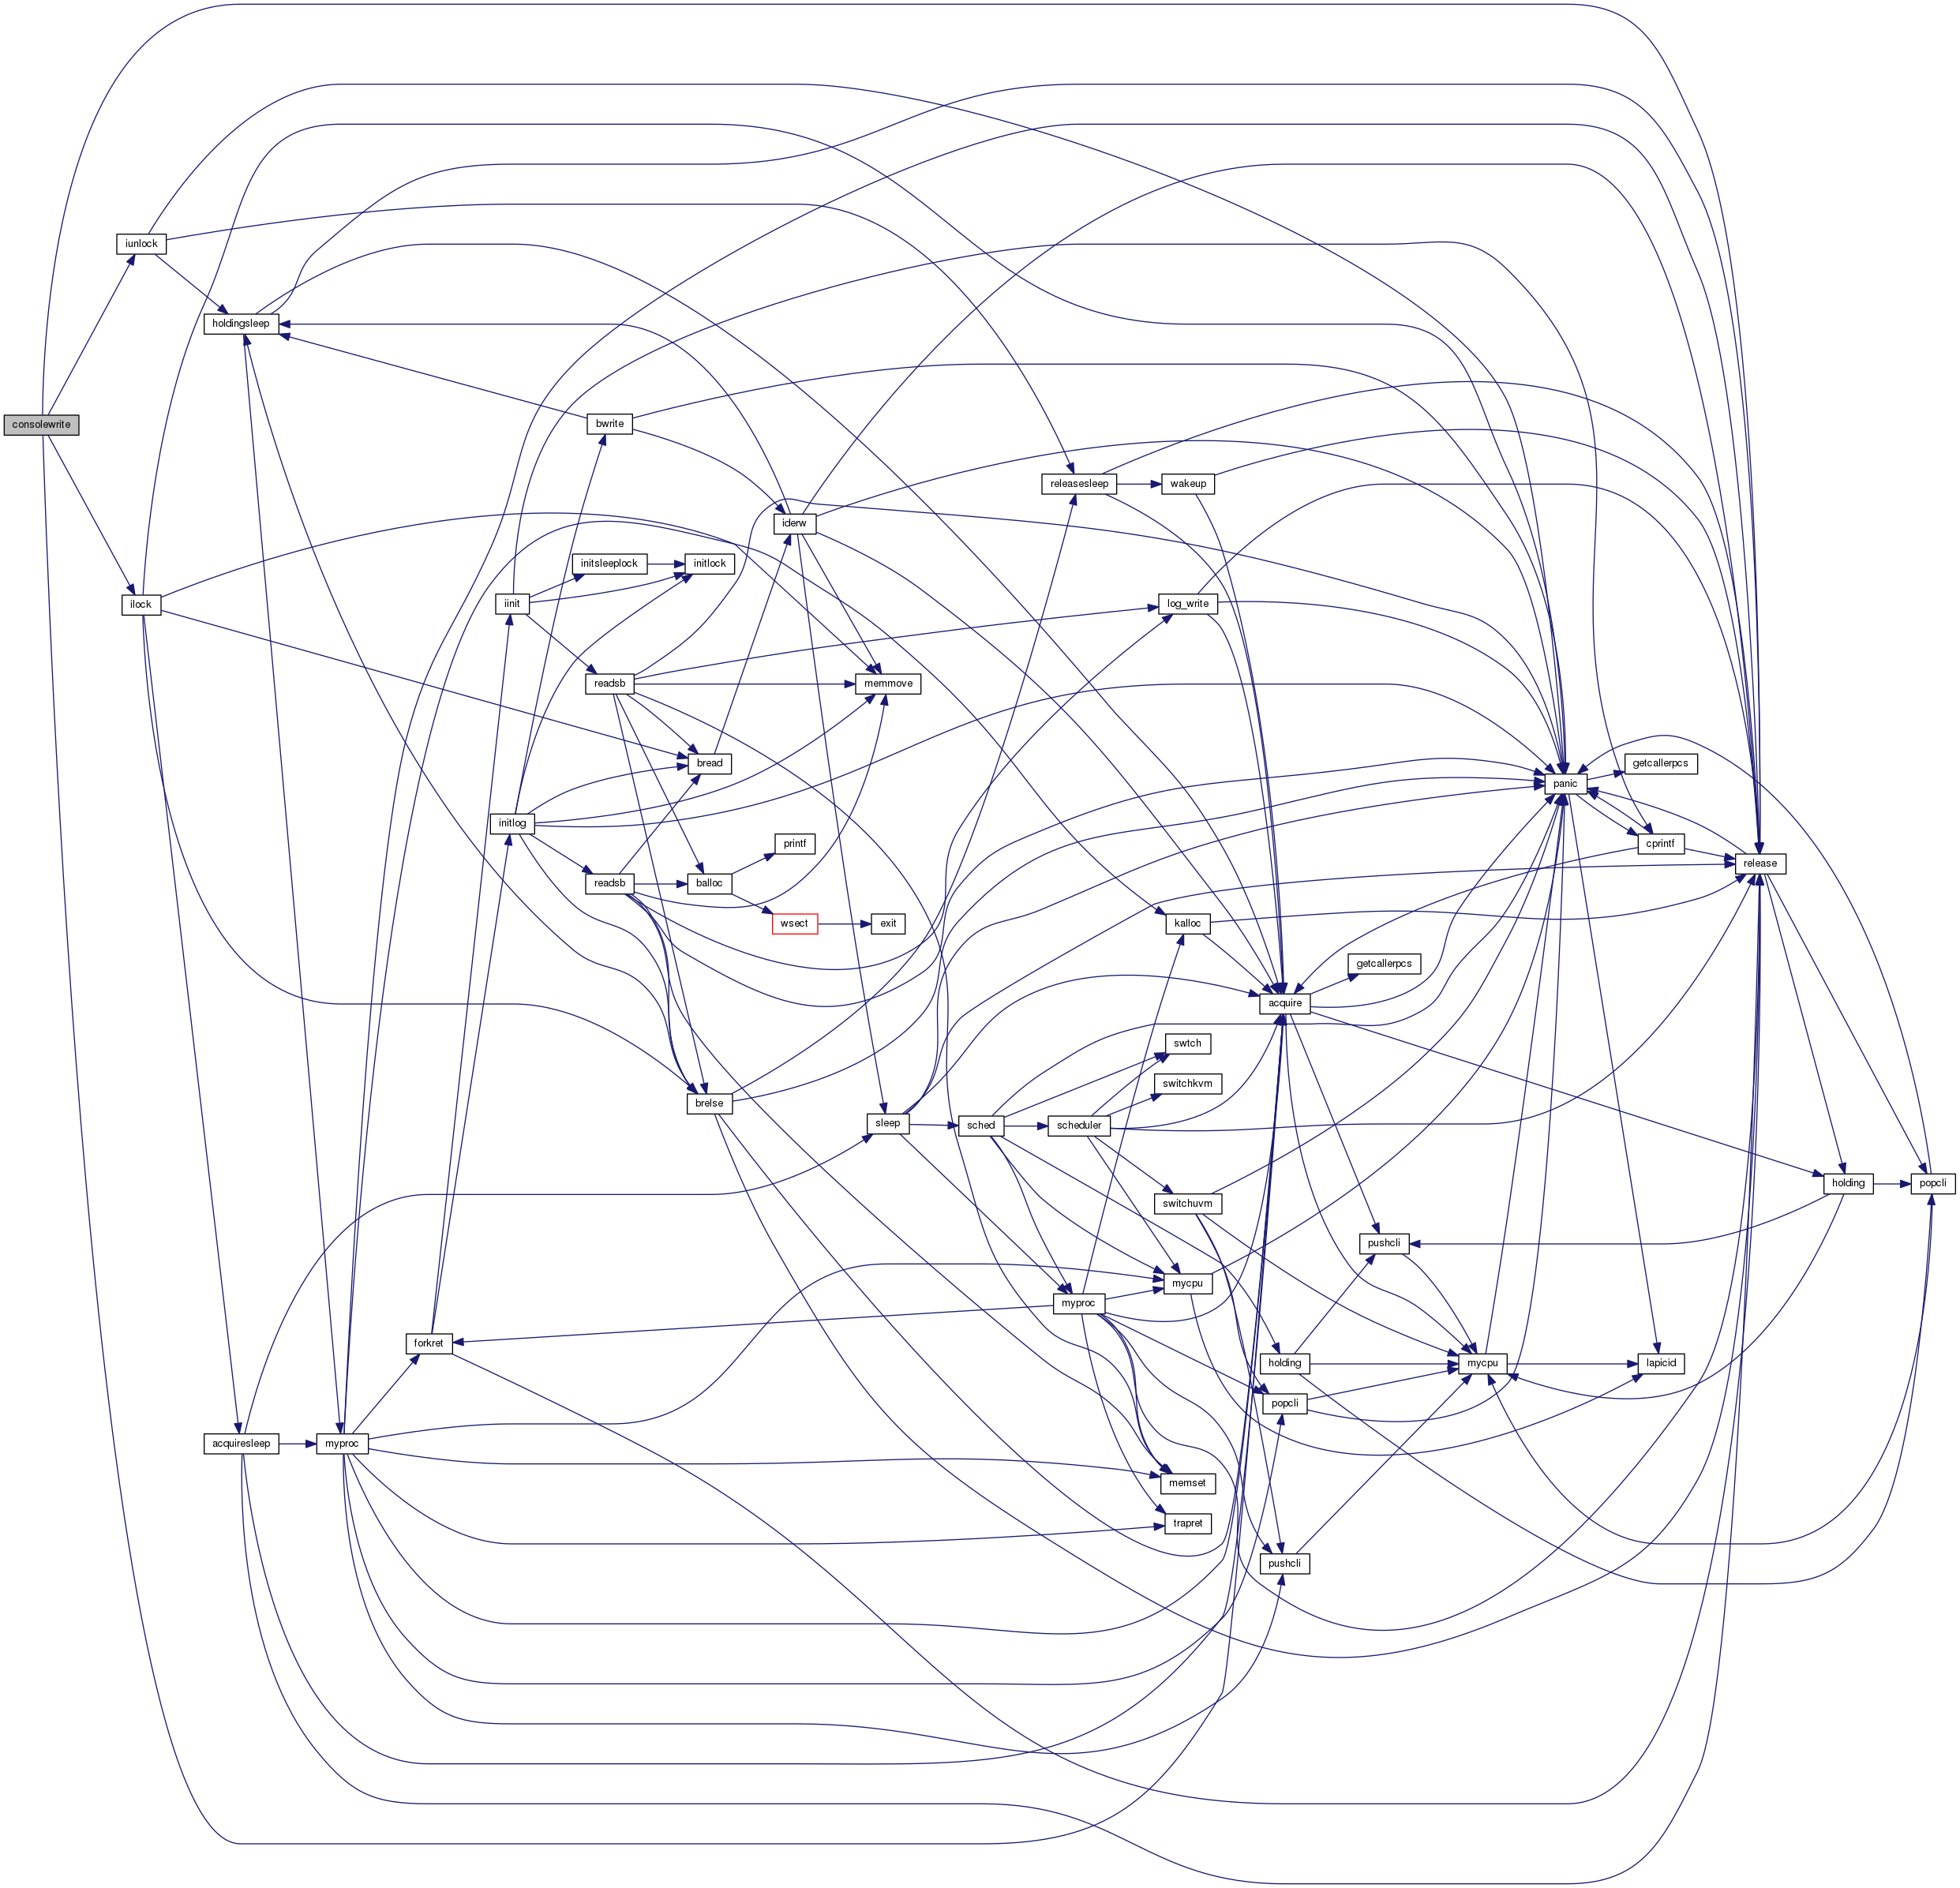 consolewrite
iunlock
ilock
holdingsleep
acquiresleep
myproc
forkret
iinit
initlog
bwrite
initsleeplock
readsb
readsb
initlock
bread
balloc
brelse
iderw
printf
wsect
memmove
exit
sleep
sched
releasesleep
scheduler
myproc
wakeup
log_write
kalloc
swtch
switchkvm
switchuvm
mycpu
memset
trapret
acquire
holding
popcli
pushcli
getcallerpcs
pushcli
mycpu
panic
getcallerpcs
cprintf
lapicid
release
holding
popcli